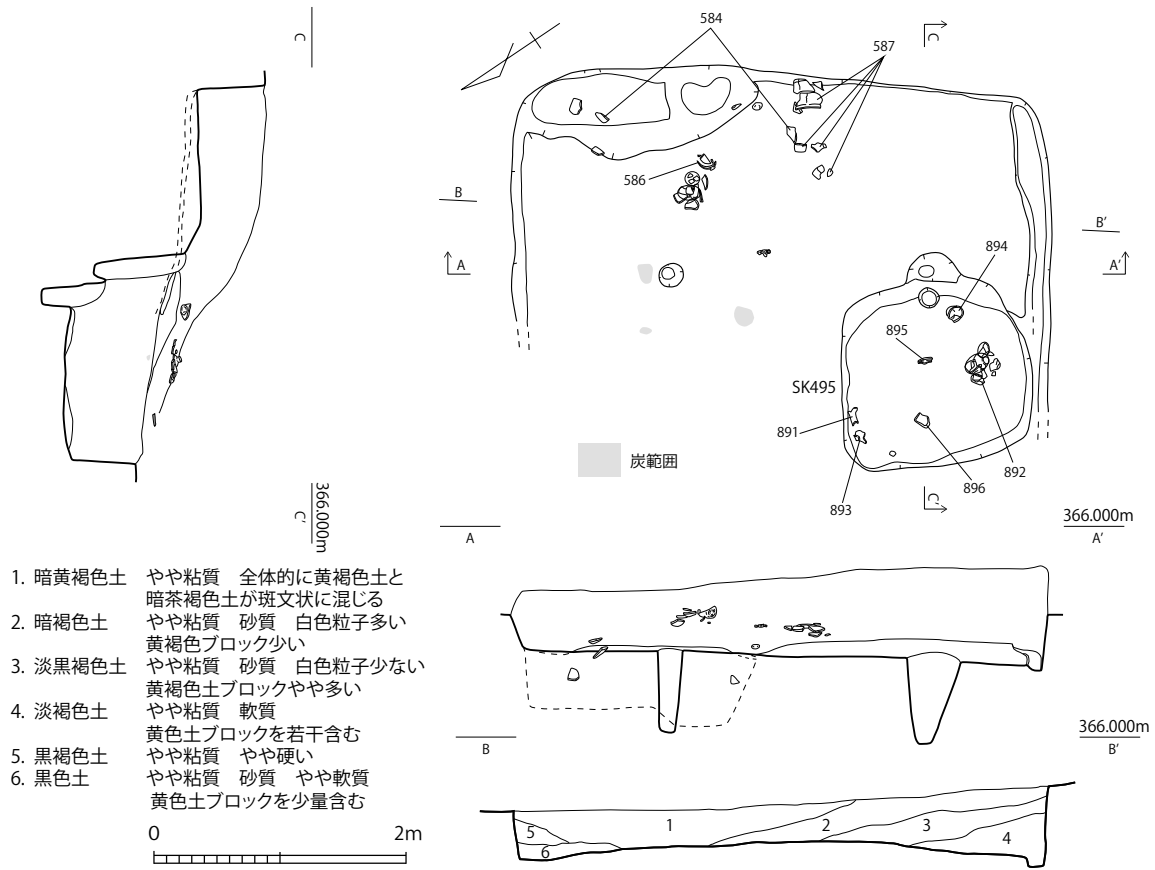 C
584
C
587
586
B
B′
A
A′
894
895
SK495
891
892
896
893
炭範囲
C′
C′
366.000m
A
366.000m
A′
1. 暗黄褐色土 やや粘質 全体的に黄褐色土と
暗茶褐色土が斑文状に混じる
2. 暗褐色土 やや粘質 砂質 白色粒子多い
黄褐色ブロック少い
3. 淡黒褐色土 やや粘質 砂質 白色粒子少ない
黄褐色土ブロックやや多い
4. 淡褐色土 やや粘質 軟質
黄色土ブロックを若干含む
5. 黒褐色土 やや粘質 やや硬い
6. 黒色土 やや粘質 砂質 やや軟質
黄色土ブロックを少量含む
0 2m
B
366.000m
B′
1
2
3
4
5
6